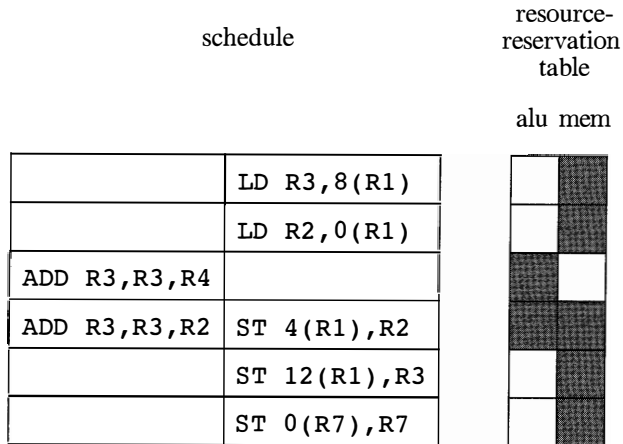 schedule
resource-
reservation
table
alu mem
LD R3,8(R1)
LD R2,0(R1)
ADD R3,R3,R4
ADD R3,R3,R2 ST 4(R1),R2
ST 12(R1),R3
ST 0(R7),R7